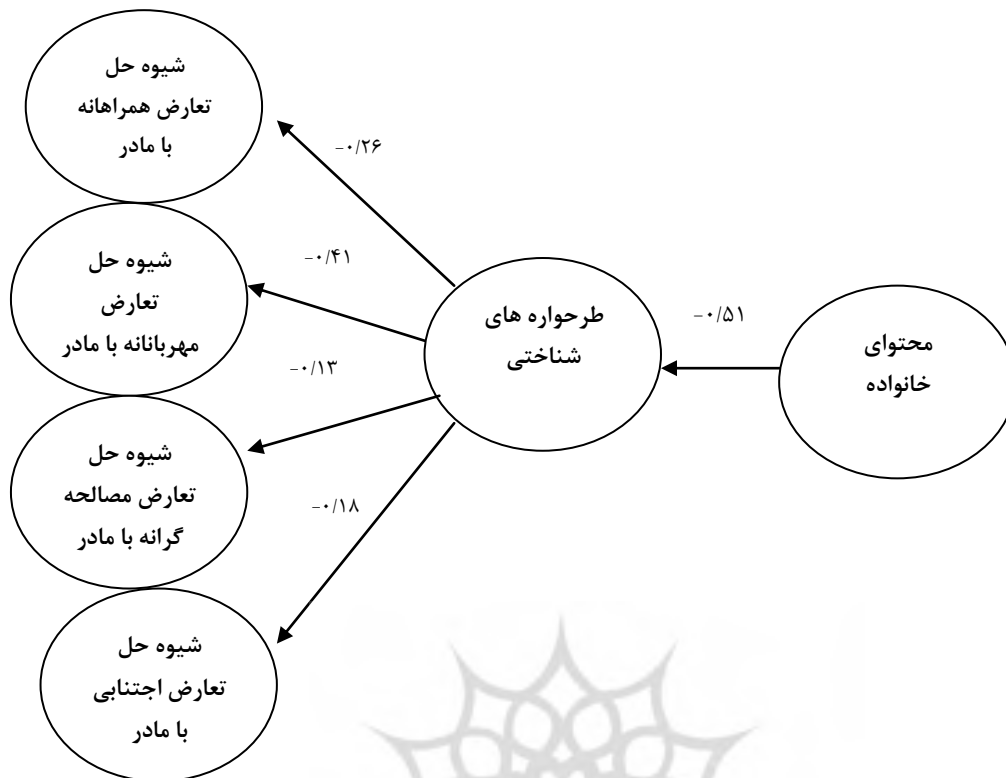 شیوه حل
تعارض همراهانه
با مادر
-۰/۲۶
شیوه حل
تعارض
مهربانانه با مادر
-۰/۴۱
طرحواره های
شناختی
-۰/۵۱
محتوای
خانواده
-۰/۱۳
شیوه حل
تعارض مصالحه
گرانه با مادر
-۰/۱۸
شیوه حل
تعارض اجتنابی
با مادر